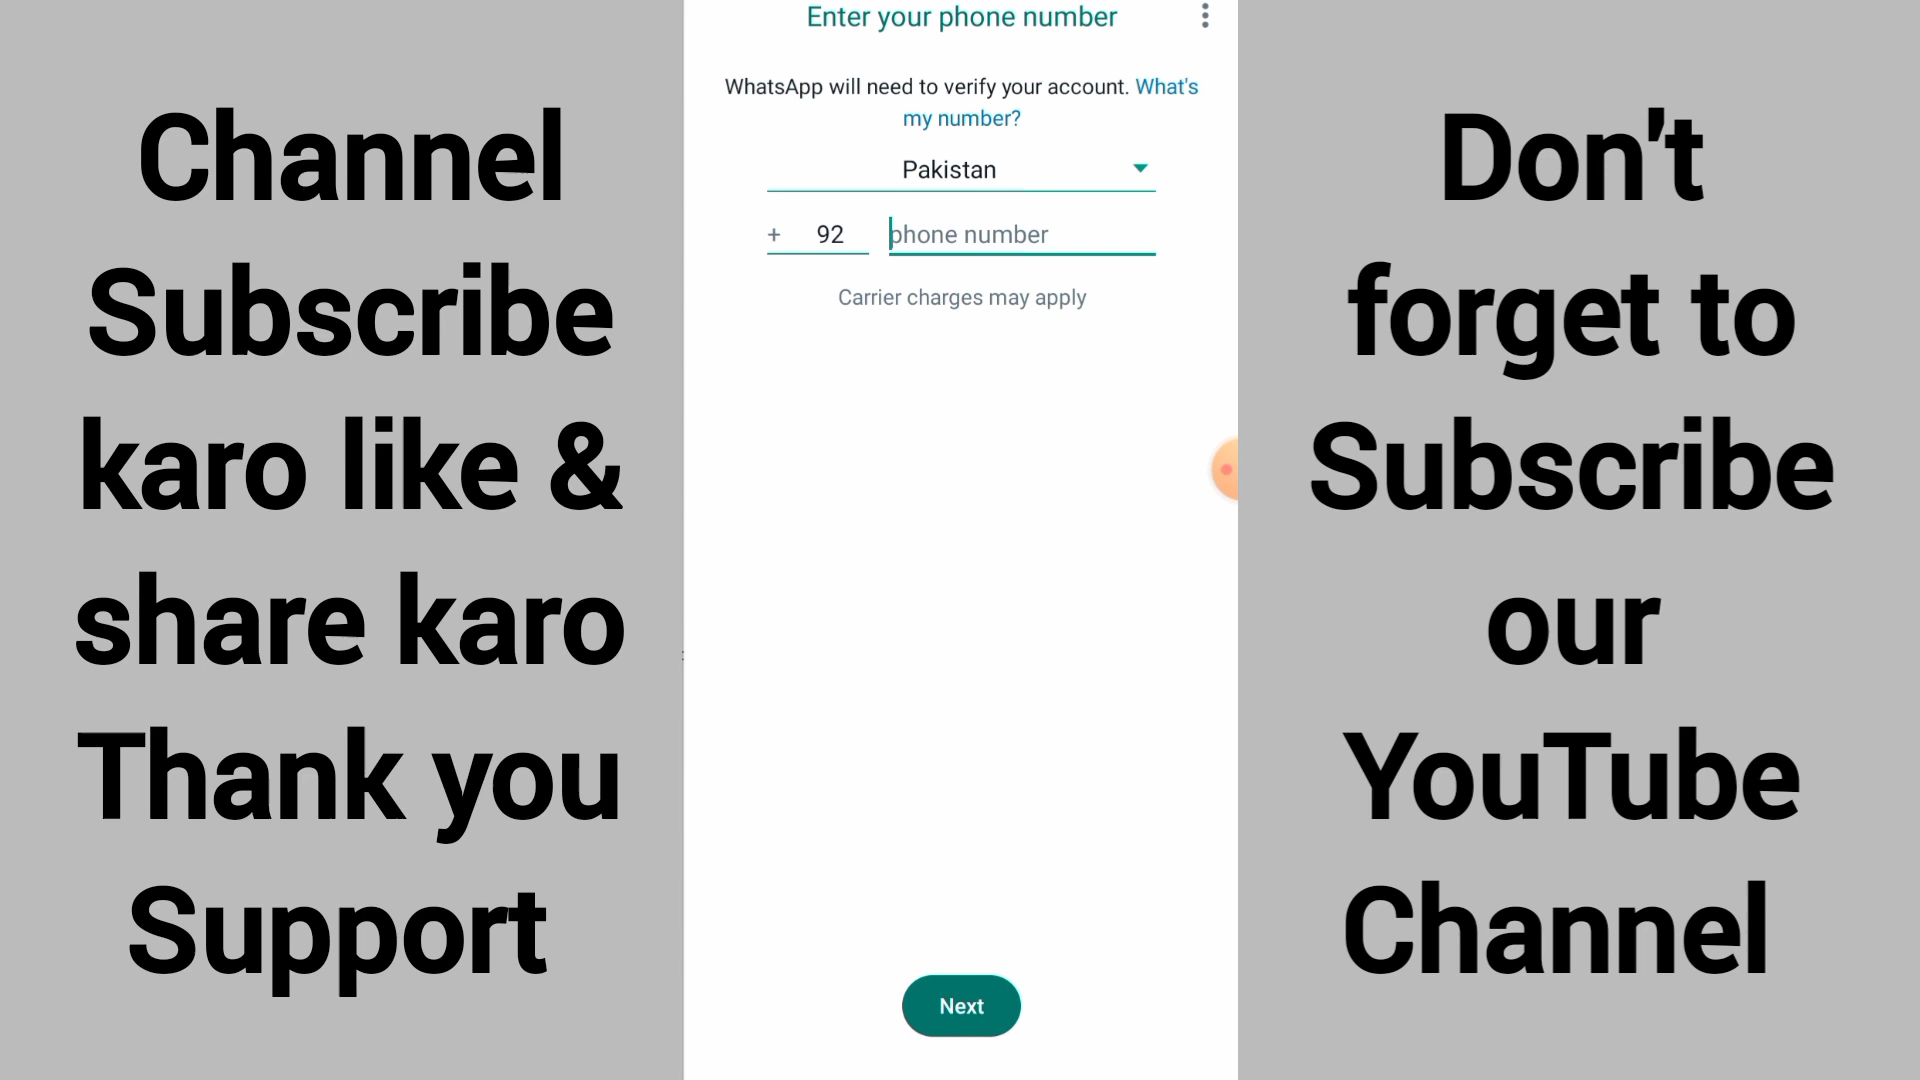 Channel
Subscribe
karo like &
share karo
Thank you
Support
Enter your phone number
WhatsApp will need to verify your account. What's
my number?
Pakistan
+ 92 phone number
Carrier charges may apply
Next
Don't
forget to
Subscribe
our
YouTube
Channel